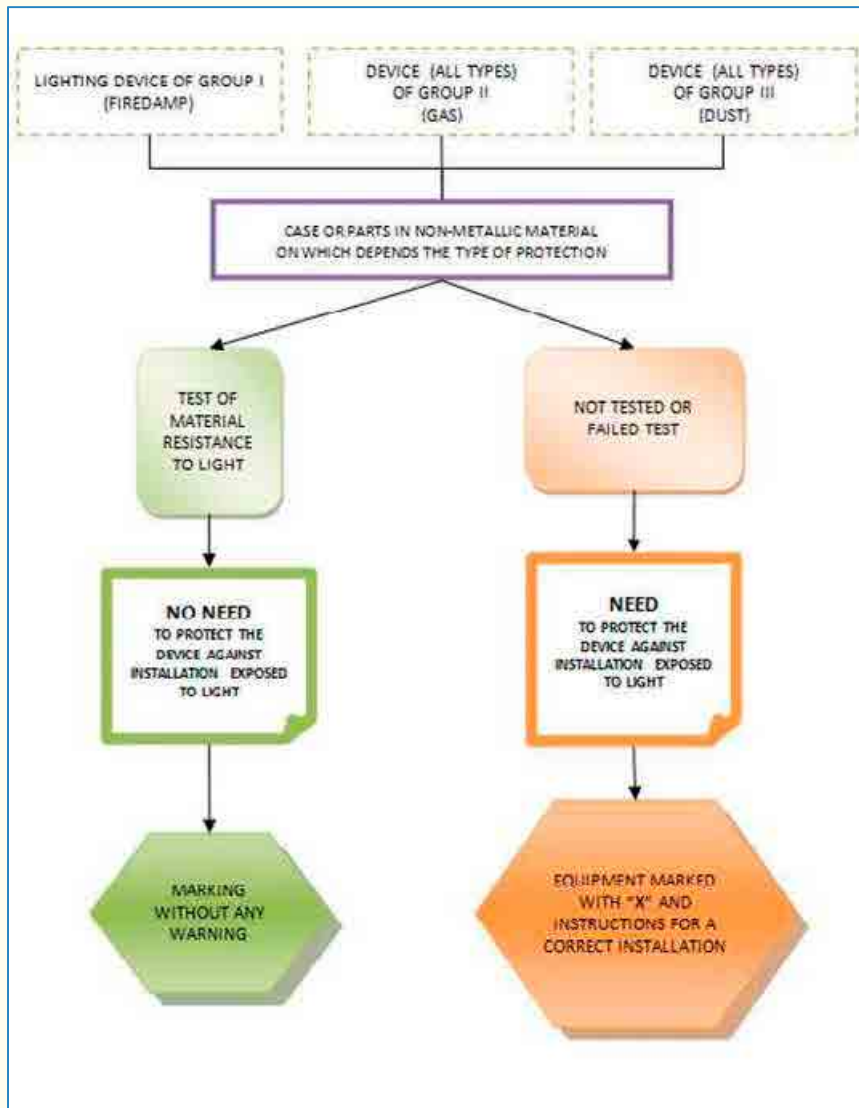 LIGHTING DEVICE OF GROUP I
(FIREDAMP)
DEVICE (ALL TYPES)
OF GROUP II
(GAS)
DEVICE (ALL TYPES)
OF GROUP III
(DUST)
CASE OR PARTS IN NON-METALLIC MATERIAL
ON WHICH DEPENDS THE TYPE OF PROTECTION
TEST OF
MATERIAL
RESISTANCE
TO LIGHT
NOT TESTED OR
FAILED TEST
NO NEED
TO PROTECT THE
DEVICE AGAINST
INSTALLATION EXPOSED
TO LIGHT
NEED
TO PROTECT THE
DEVICE AGAINST
INSTALLATION EXPOSED
TO LIGHT
MARKING
WITHOUT ANY
WARNING
EQUIPMENT MARKED
WITH "X" AND
INSTRUCTIONS FOR A
CORRECT INSTALLATION